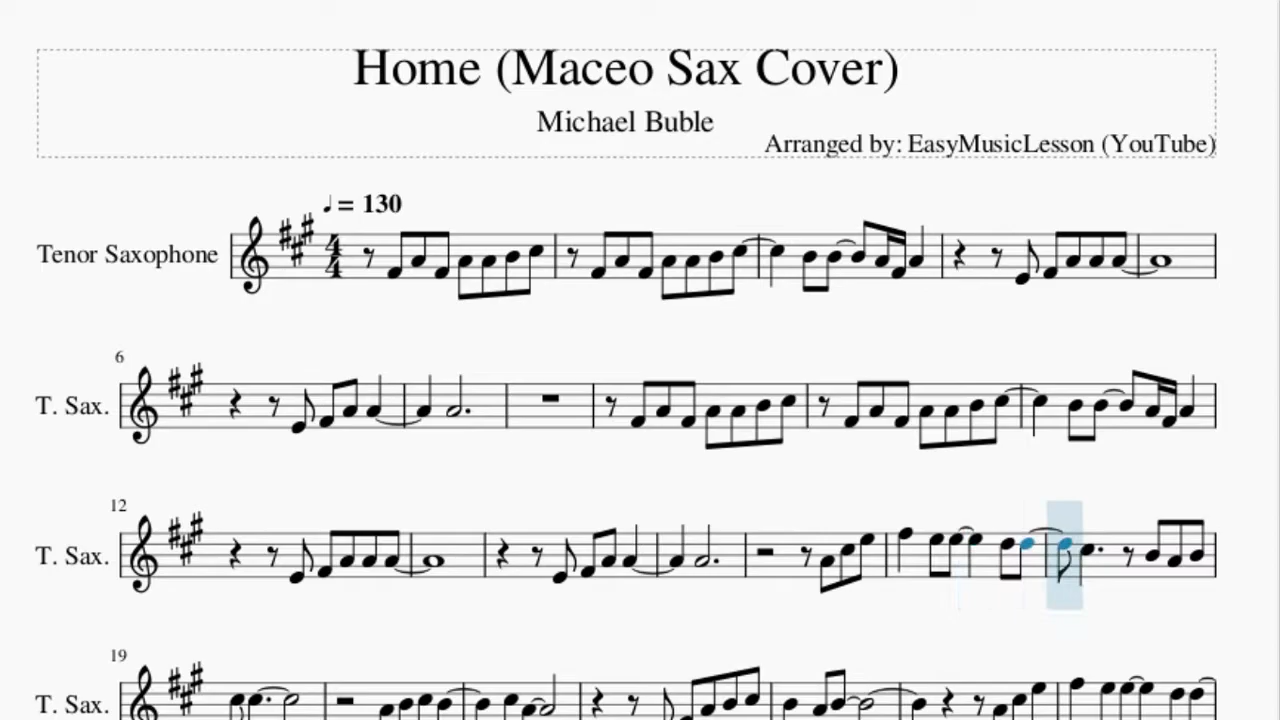 Home (Maceo Sax Cover)
Michael Buble
Arranged by: EasyMusicLesson (YouTube)
♩ = 130
Tenor Saxophone
4
4
6
T. Sax.
12
T. Sax.
19
T. Sax.